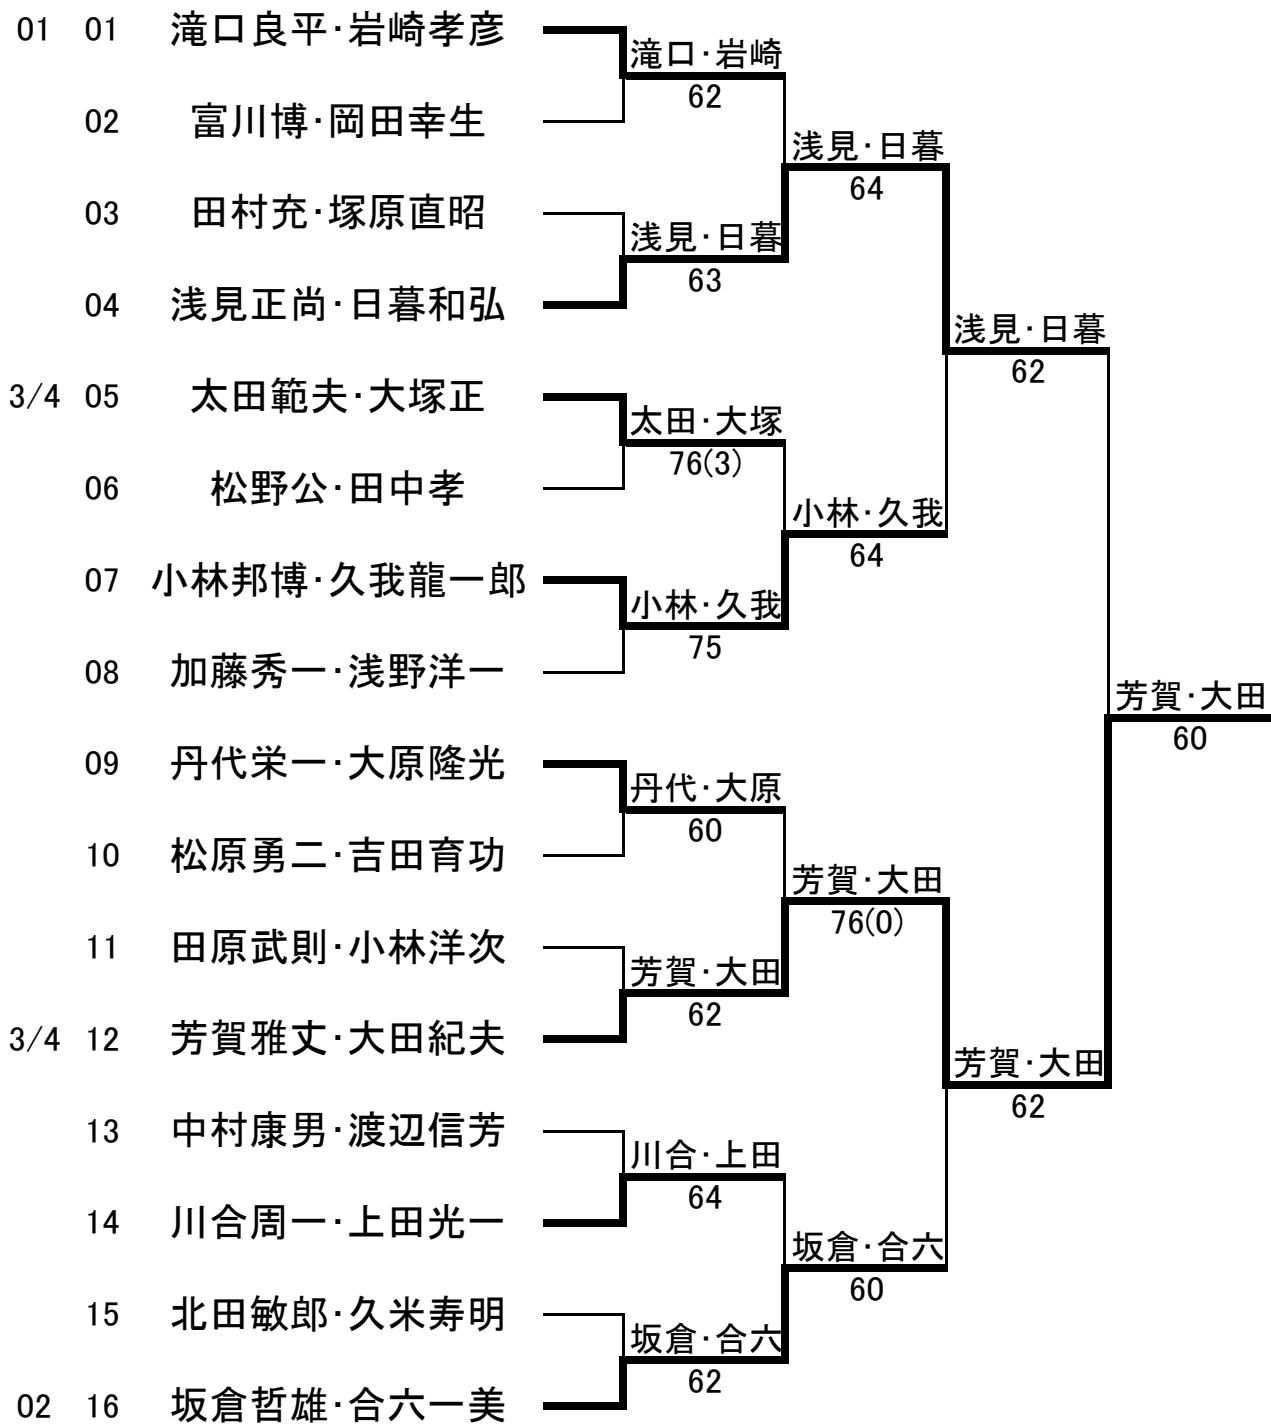 01 01 滝口良平・岩崎孝彦
滝口・岩崎
62
02 富川博・岡田幸生
浅見・日暮
64
03 田村充・塚原直昭
浅見・日暮
63
04 浅見正尚・日暮和弘
浅見・日暮
62
3/4 05 太田範夫・大塚正
太田・大塚
76(3)
06 松野公・田中孝
小林・久我
64
07 小林邦博・久我龍一郎
小林・久我
75
08 加藤秀一・浅野洋一
芳賀・大田
60
09 丹代栄一・大原隆光
丹代・大原
60
10 松原勇二・吉田育功
芳賀・大田
76(0)
11 田原武則・小林洋次
芳賀・大田
62
3/4 12 芳賀雅丈・大田紀夫
芳賀・大田
62
13 中村康男・渡辺信芳
川合・上田
64
14 川合周一・上田光一
坂倉・合六
60
15 北田敏郎・久米寿明
坂倉・合六
62
02 16 坂倉哲雄・合六一美